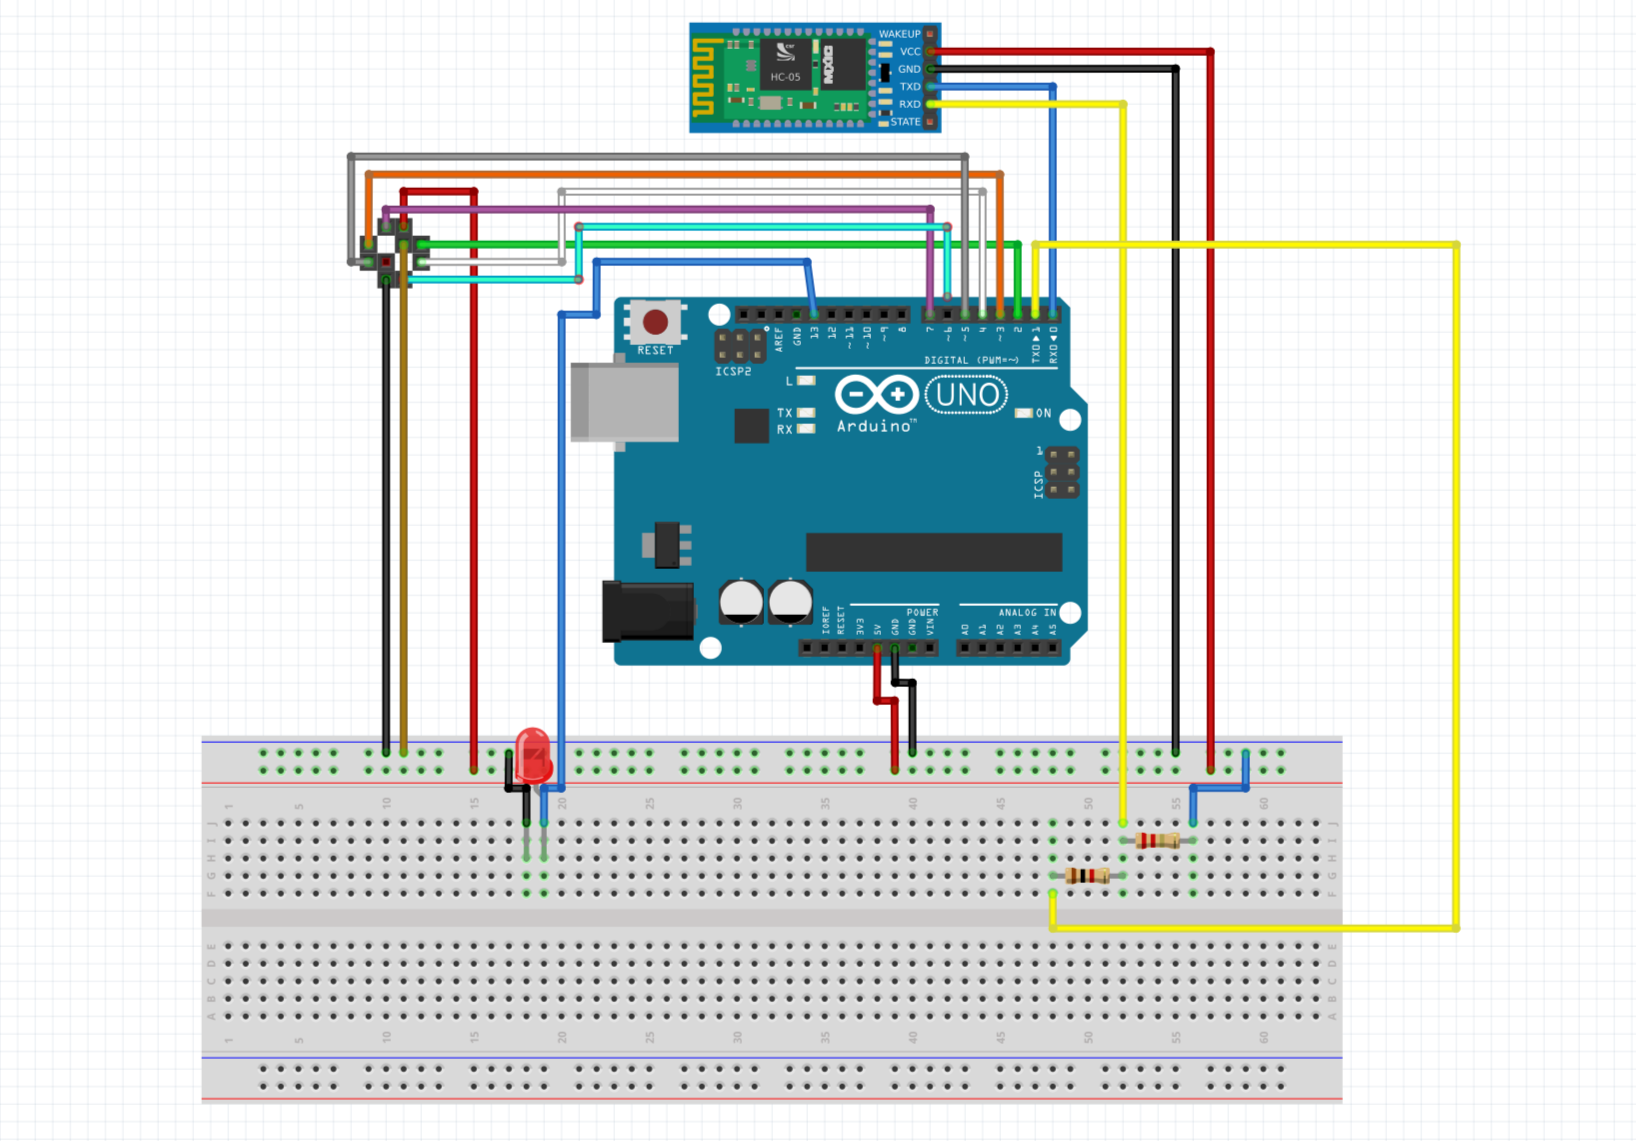 WAKEUP
VCC
GND
TXD
RXD
STATE
HC-05
RESET
ICSP2
AREF
GND
13
12
~11
~10
~9
8
7
~6
~5
4
~3
2
TX0▶1
RX0◀0
DIGITAL (PWM=~)
L
TX
RX
UNO
Arduino™
ON
1
ICSP
IOREF
RESET
3V3
5V
GND
GND
VIN
POWER
ANALOG IN
A0
A1
A2
A3
A4
A5
1 5 10 15 20 25 30 35 40 45 50 55 60
J J
I I
H H
G G
F F
E E
D D
C C
B B
A A
1 5 10 15 20 25 30 35 40 45 50 55 60